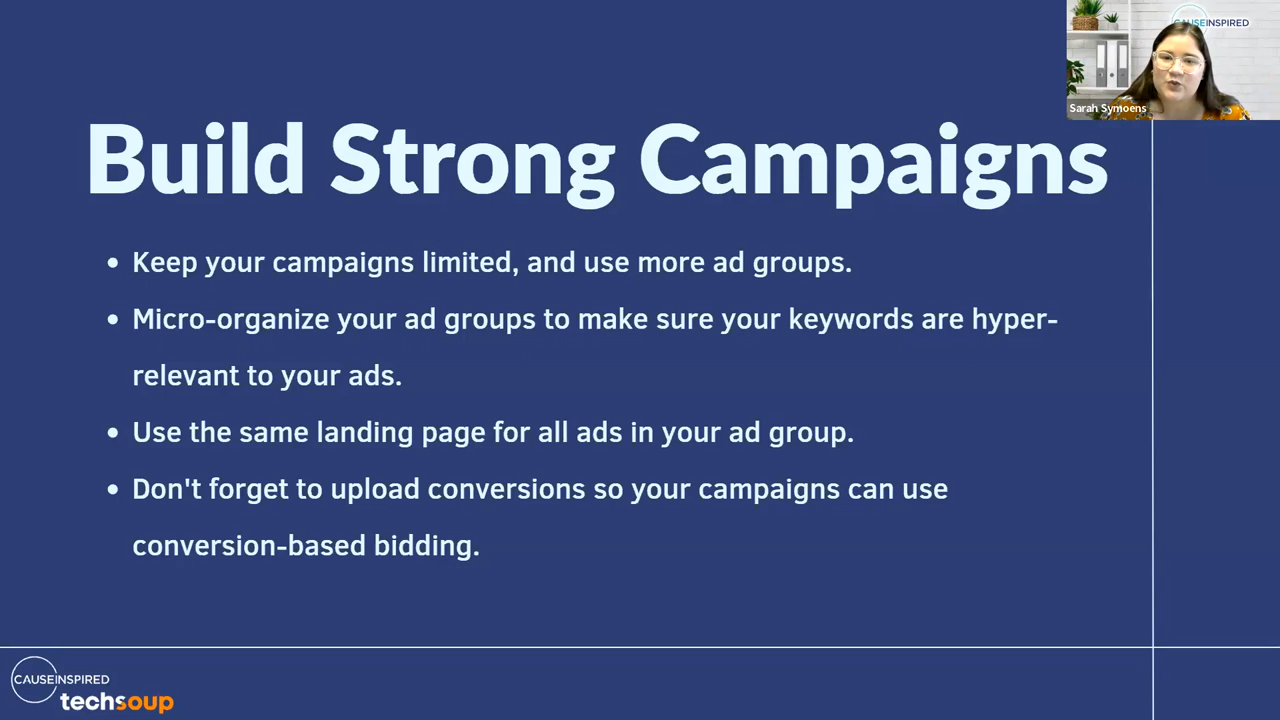 CAUSEINSPIRED
Sarah Symoens
Build Strong Campaigns
• Keep your campaigns limited, and use more ad groups.
• Micro-organize your ad groups to make sure your keywords are hyper-
relevant to your ads.
• Use the same landing page for all ads in your ad group.
• Don't forget to upload conversions so your campaigns can use
conversion-based bidding.
CAUSEINSPIRED
techsoup